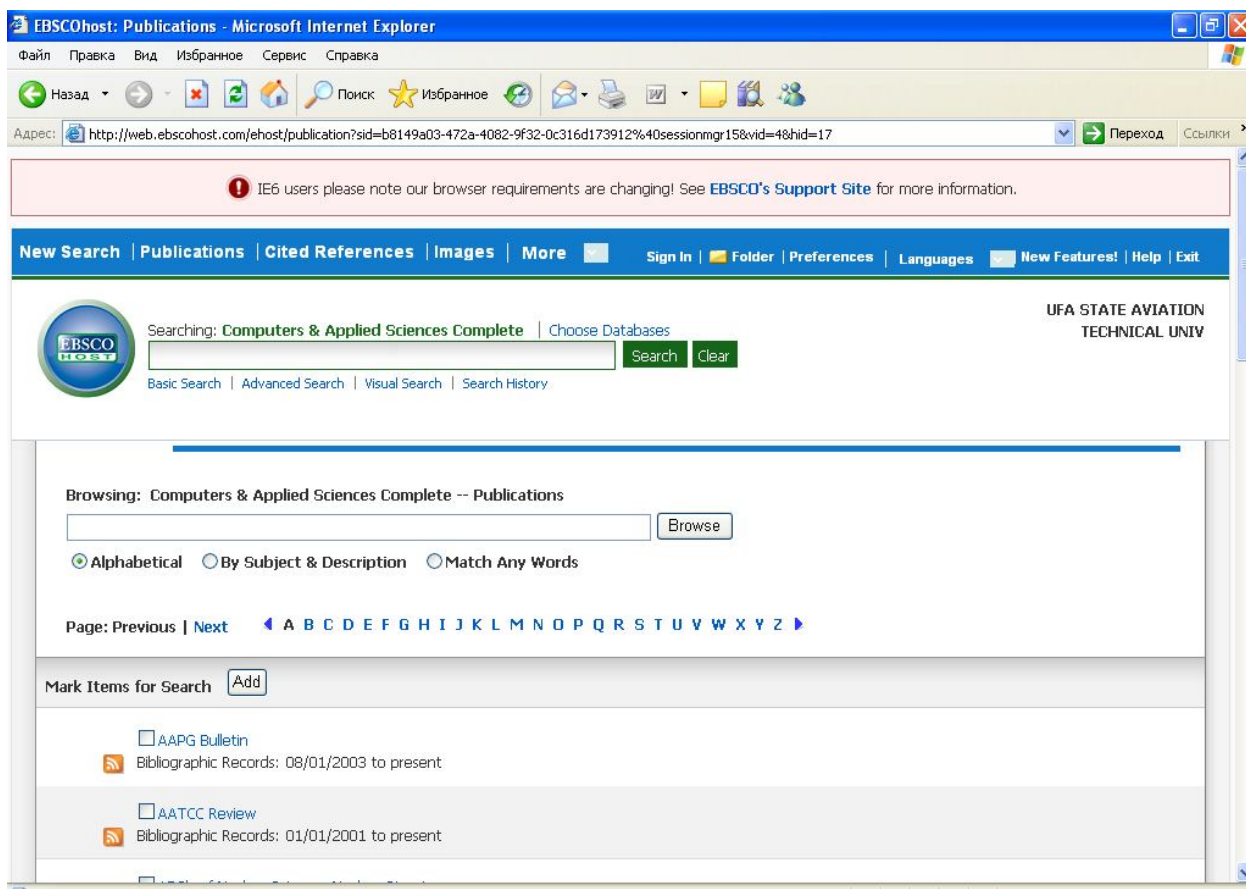 EBSCOhost: Publications - Microsoft Internet Explorer
Файл Правка Вид Избранное Сервис Справка
Назад Поиск Избранное
Адрес: http://web.ebscohost.com/ehost/publication?sid=b8149a03-472a-4082-9f32-0c316d173912%40sessionmgr15&vid=4&hid=17 Переход Ссылки
IE6 users please note our browser requirements are changing! See EBSCO's Support Site for more information.
New Search | Publications | Cited References | Images | More Sign In | Folder | Preferences | Languages New Features! | Help | Exit
UFA STATE AVIATION
TECHNICAL UNIV
EBSCO
HOST
Searching: Computers & Applied Sciences Complete | Choose Databases
Search Clear
Basic Search | Advanced Search | Visual Search | Search History
Browsing: Computers & Applied Sciences Complete -- Publications
Browse
Alphabetical By Subject & Description Match Any Words
Page: Previous | Next A B C D E F G H I J K L M N O P Q R S T U V W X Y Z
Mark Items for Search Add
AAPG Bulletin
Bibliographic Records: 08/01/2003 to present
AATCC Review
Bibliographic Records: 01/01/2001 to present